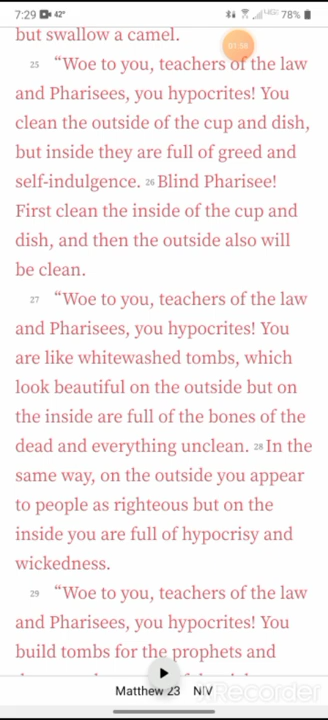 7:29 42° 4GE 78%
but swallow a camel.
01:56
25 “Woe to you, teachers of the law
and Pharisees, you hypocrites! You
clean the outside of the cup and dish,
but inside they are full of greed and
self-indulgence. 26 Blind Pharisee!
First clean the inside of the cup and
dish, and then the outside also will
be clean.
27 “Woe to you, teachers of the law
and Pharisees, you hypocrites! You
are like whitewashed tombs, which
look beautiful on the outside but on
the inside are full of the bones of the
dead and everything unclean. 28 In the
same way, on the outside you appear
to people as righteous but on the
inside you are full of hypocrisy and
wickedness.
29 “Woe to you, teachers of the law
and Pharisees, you hypocrites! You
build tombs for the prophets and
Matthew 23 NIV
Recorder